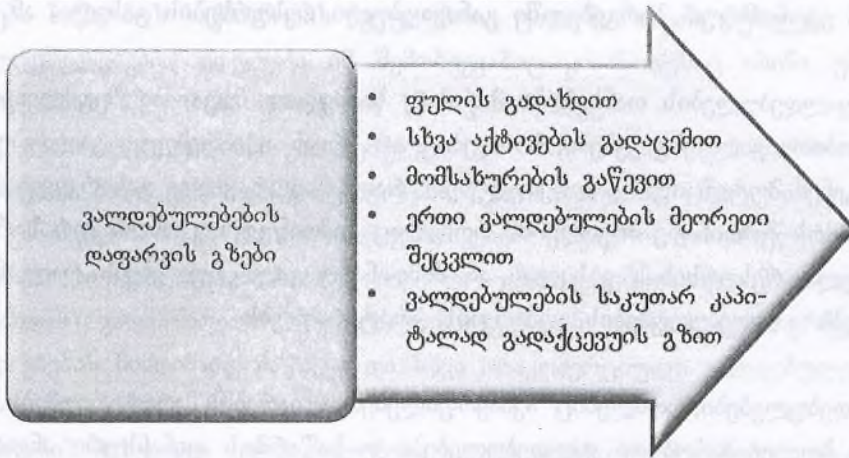 ვალდებულებების
დაფარვის გზები
• ფულის გადახდით
• სხვა აქტივების გადაცემით
• მომსახურების გაწევით
• ერთი ვალდებულების მეორეთი
შეცვლით
• ვალდებულების საკუთარ კაპი-
ტალად გადაქცევუის გზით